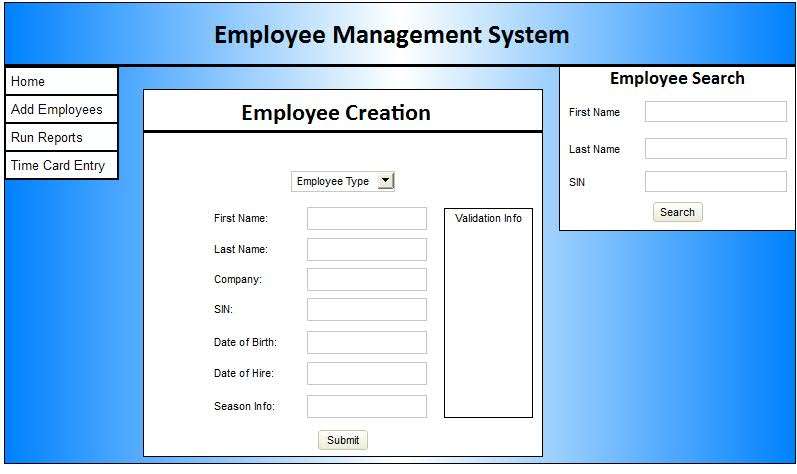 Employee Management System
Home
Add Employees
Run Reports
Time Card Entry
Employee Creation
Employee Type
First Name:
Last Name:
Company:
SIN:
Date of Birth:
Date of Hire:
Season Info:
Submit
Validation Info
Employee Search
First Name
Last Name
SIN
Search